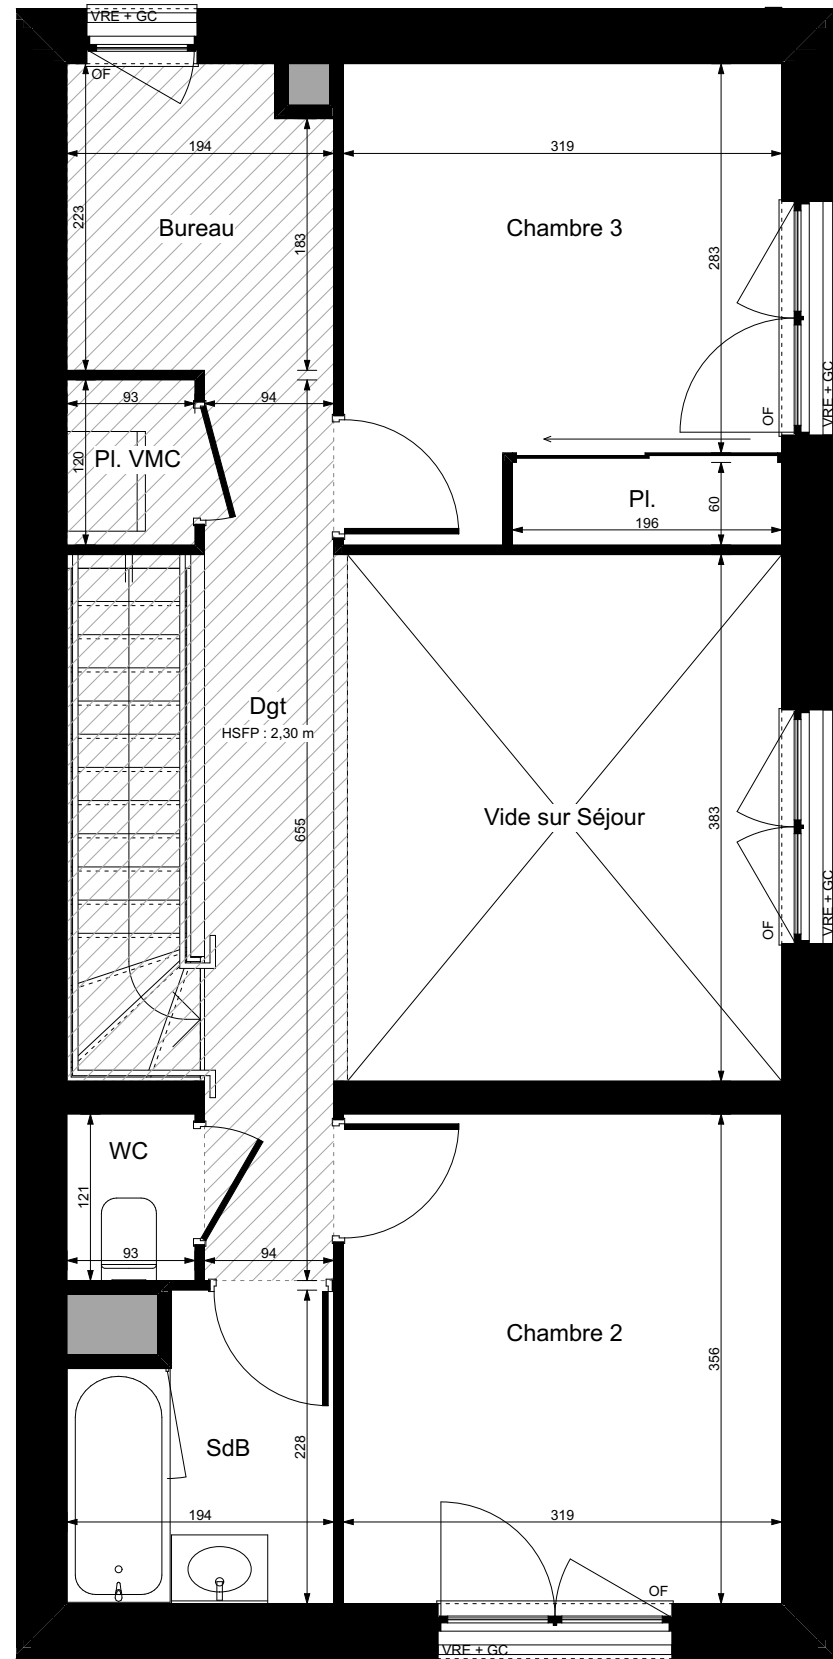 VRE + GC
OF
194
319
223
Bureau
183
Chambre 3
283
VRE + GC
OF
93
94
120
Pl. VMC
Pl.
60
196
Dgt
HSFP : 2,30 m
655
Vide sur Séjour
383
VRE + GC
OF
WC
121
93
94
Chambre 2
356
SdB
228
194
319
OF
VRE + GC